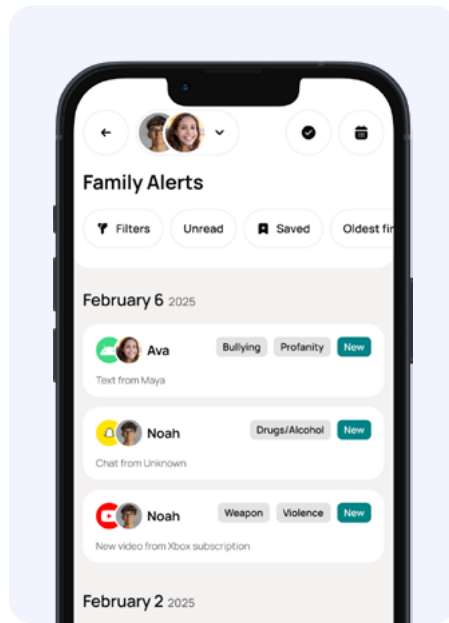 Family Alerts
Filters
Unread
Saved
Oldest fir
February 6 2025
Ava
Bullying
Profanity
New
Text from Maya
Noah
Drugs/Alcohol
New
Chat from Unknown
Noah
Weapon
Violence
New
New video from Xbox subscription
February 2 2025